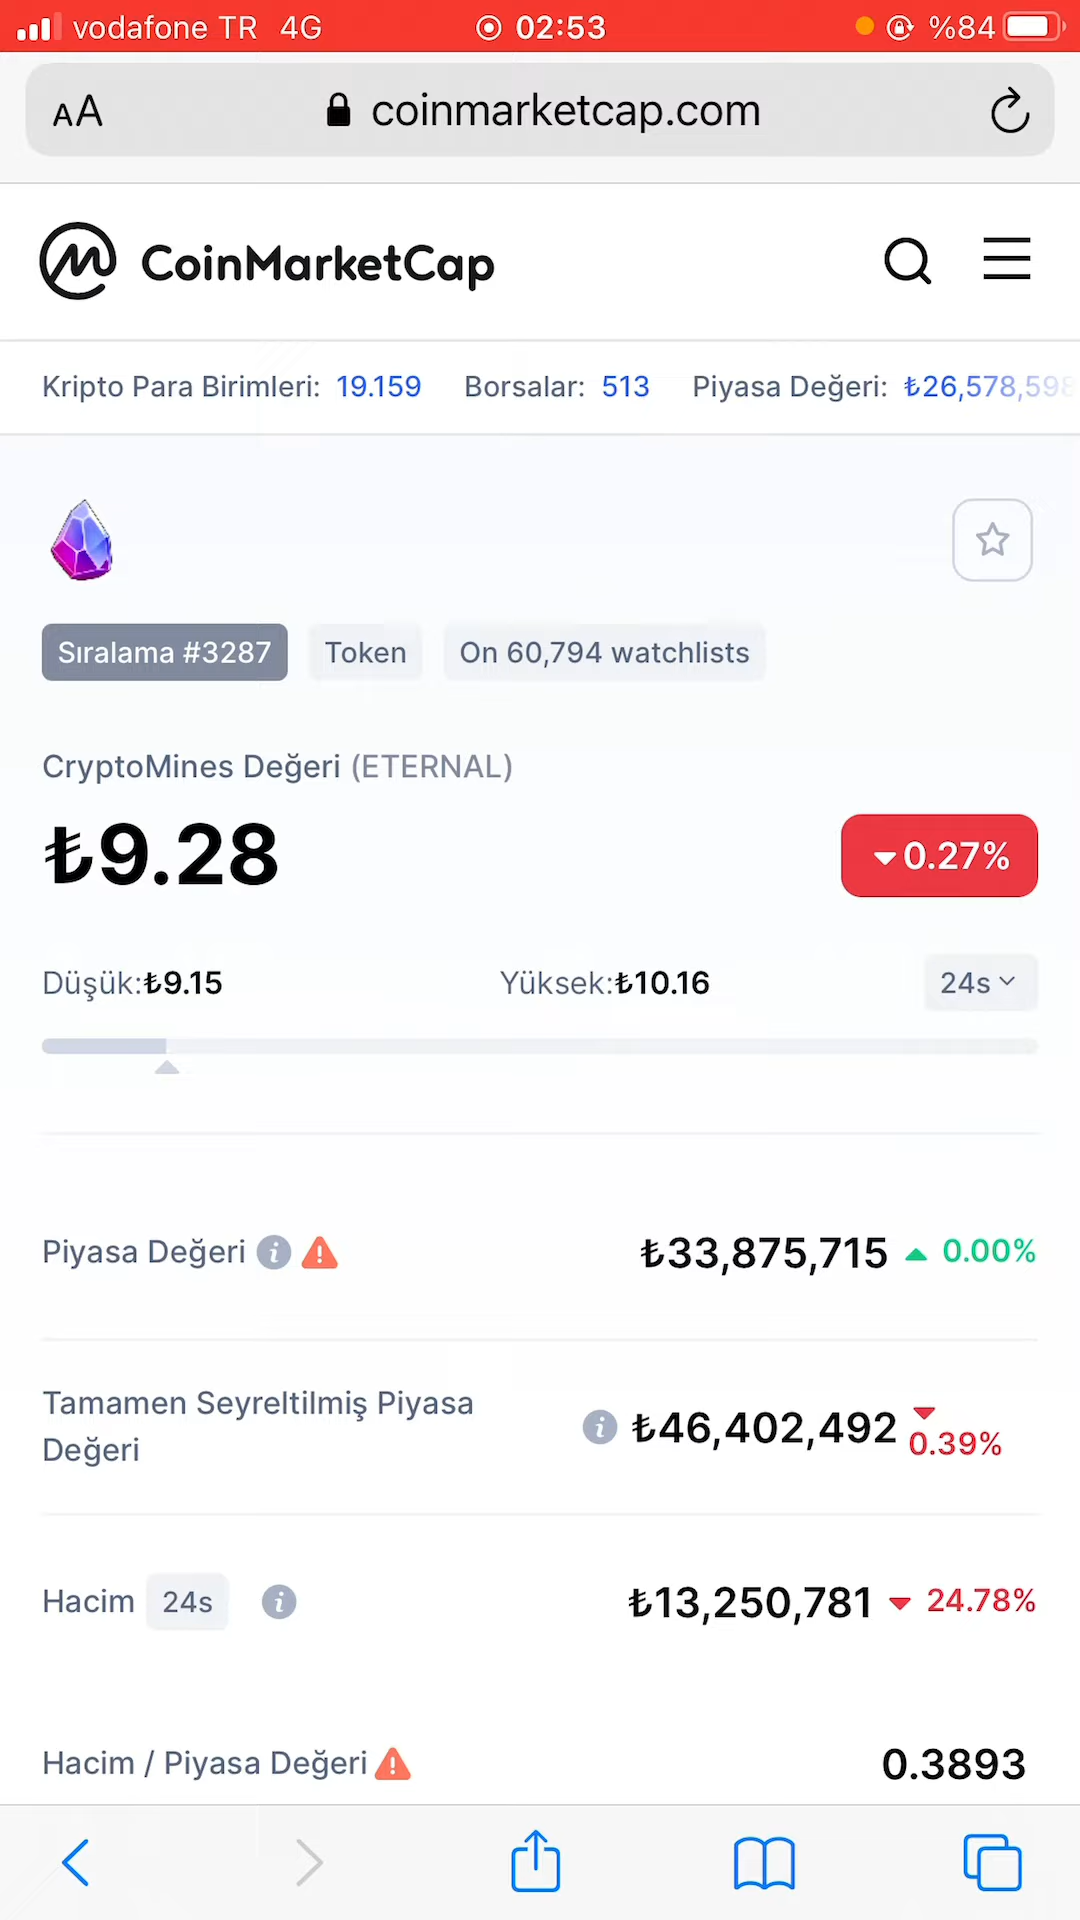 vodafone TR 4G 02:53 %84
AA coinmarketcap.com
CoinMarketCap
Kripto Para Birimleri: 19.159 Borsalar: 513 Piyasa Değeri: ₺26,578,598
Sıralama #3287 Token On 60,794 watchlists
CryptoMines Değeri (ETERNAL)
₺9.28 0.27%
Düşük:₺9.15 Yüksek:₺10.16 24s
Piyasa Değeri ₺33,875,715 0.00%
Tamamen Seyreltilmiş Piyasa
Değeri ₺46,402,492 0.39%
Hacim 24s ₺13,250,781 24.78%
Hacim / Piyasa Değeri 0.3893